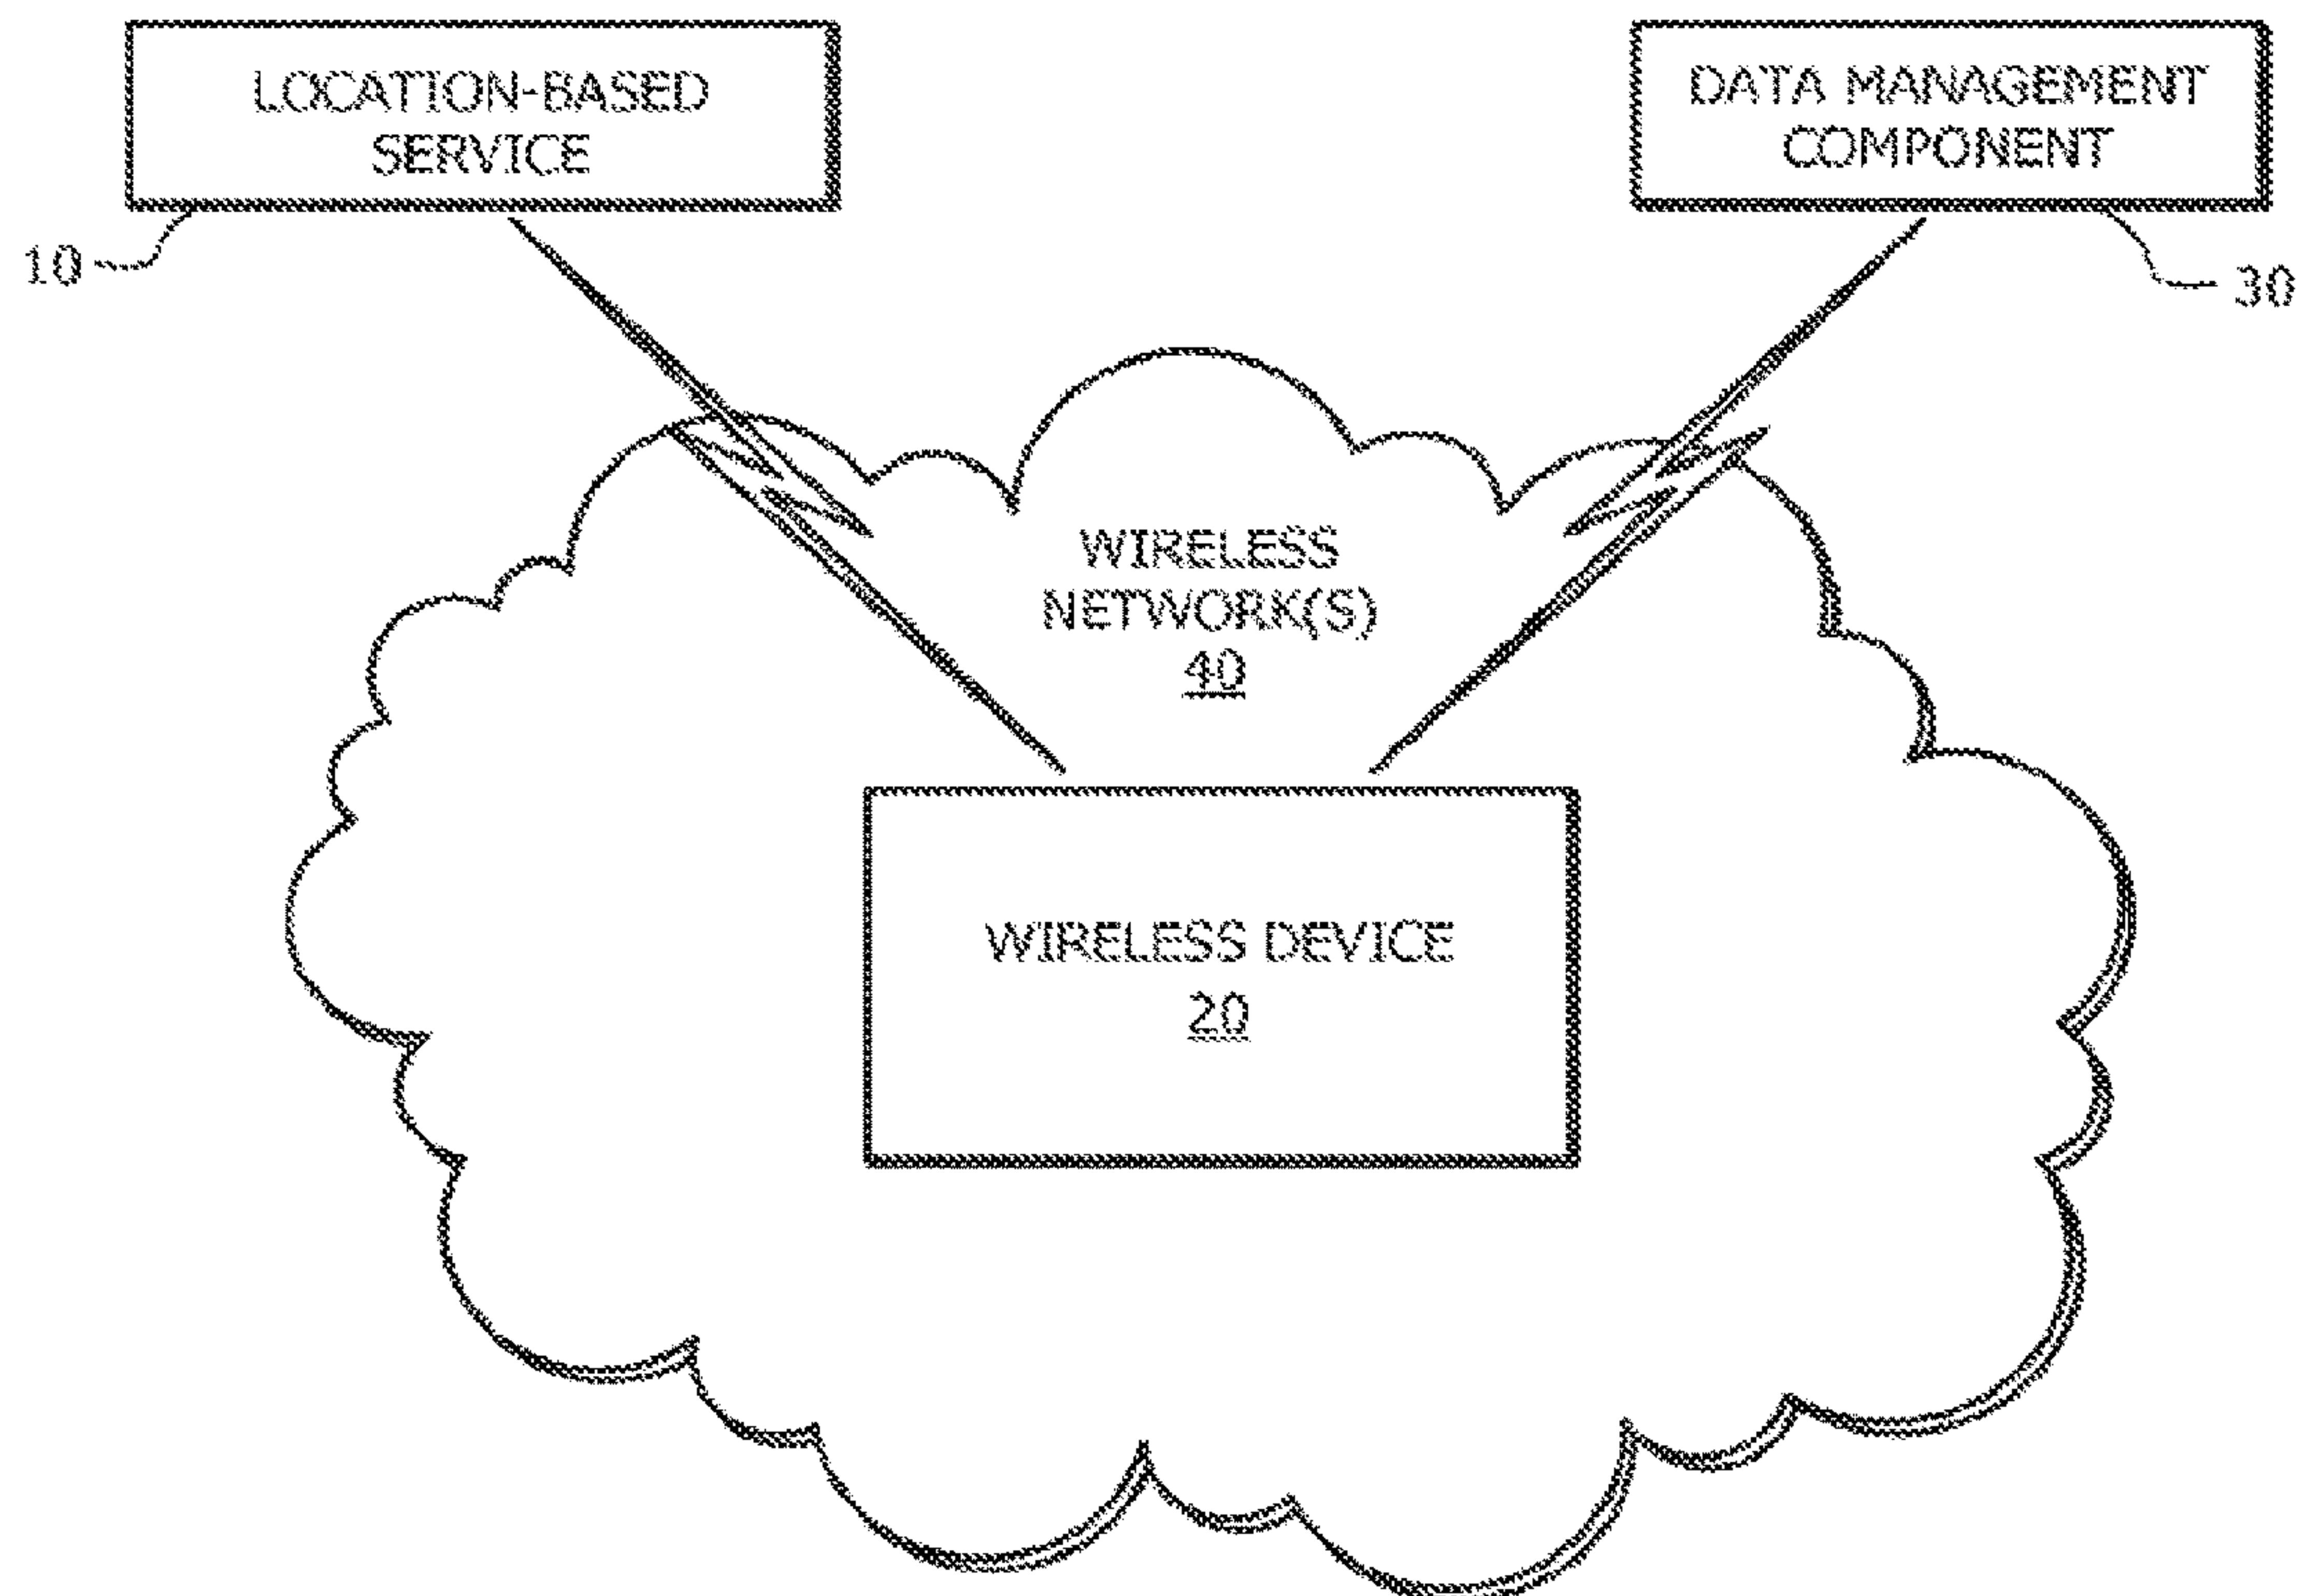 LOCATION-BASED
SERVICE
10
DATA MANAGEMENT
COMPONENT
30
WIRELESS
NETWORK(S)
40
WIRELESS DEVICE
20